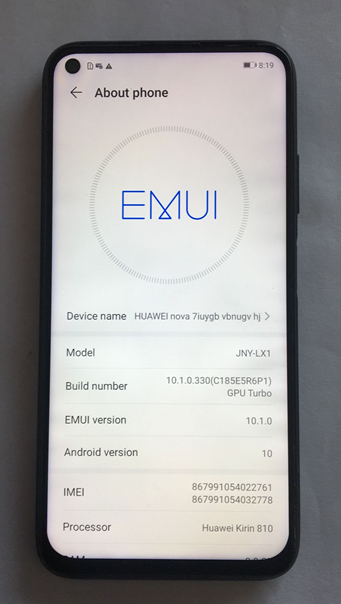 8:19
About phone
EMUI
Device name HUAWEI nova 7iuygb vbnugv hj
Model JNY-LX1
Build number 10.1.0.330(C185E5R6P1)
GPU Turbo
EMUI version 10.1.0
Android version 10
IMEI 867991054022761
867991054032778
Processor Huawei Kirin 810